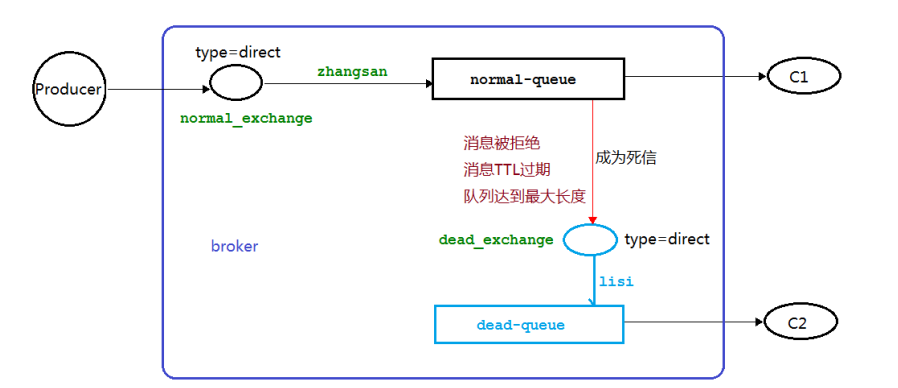 type=direct
Producer
zhangsan
normal-queue
C1
normal_exchange
消息被拒绝
消息TTL过期
成为死信
队列达到最大长度
broker
dead_exchange
type=direct
lisi
dead-queue
C2